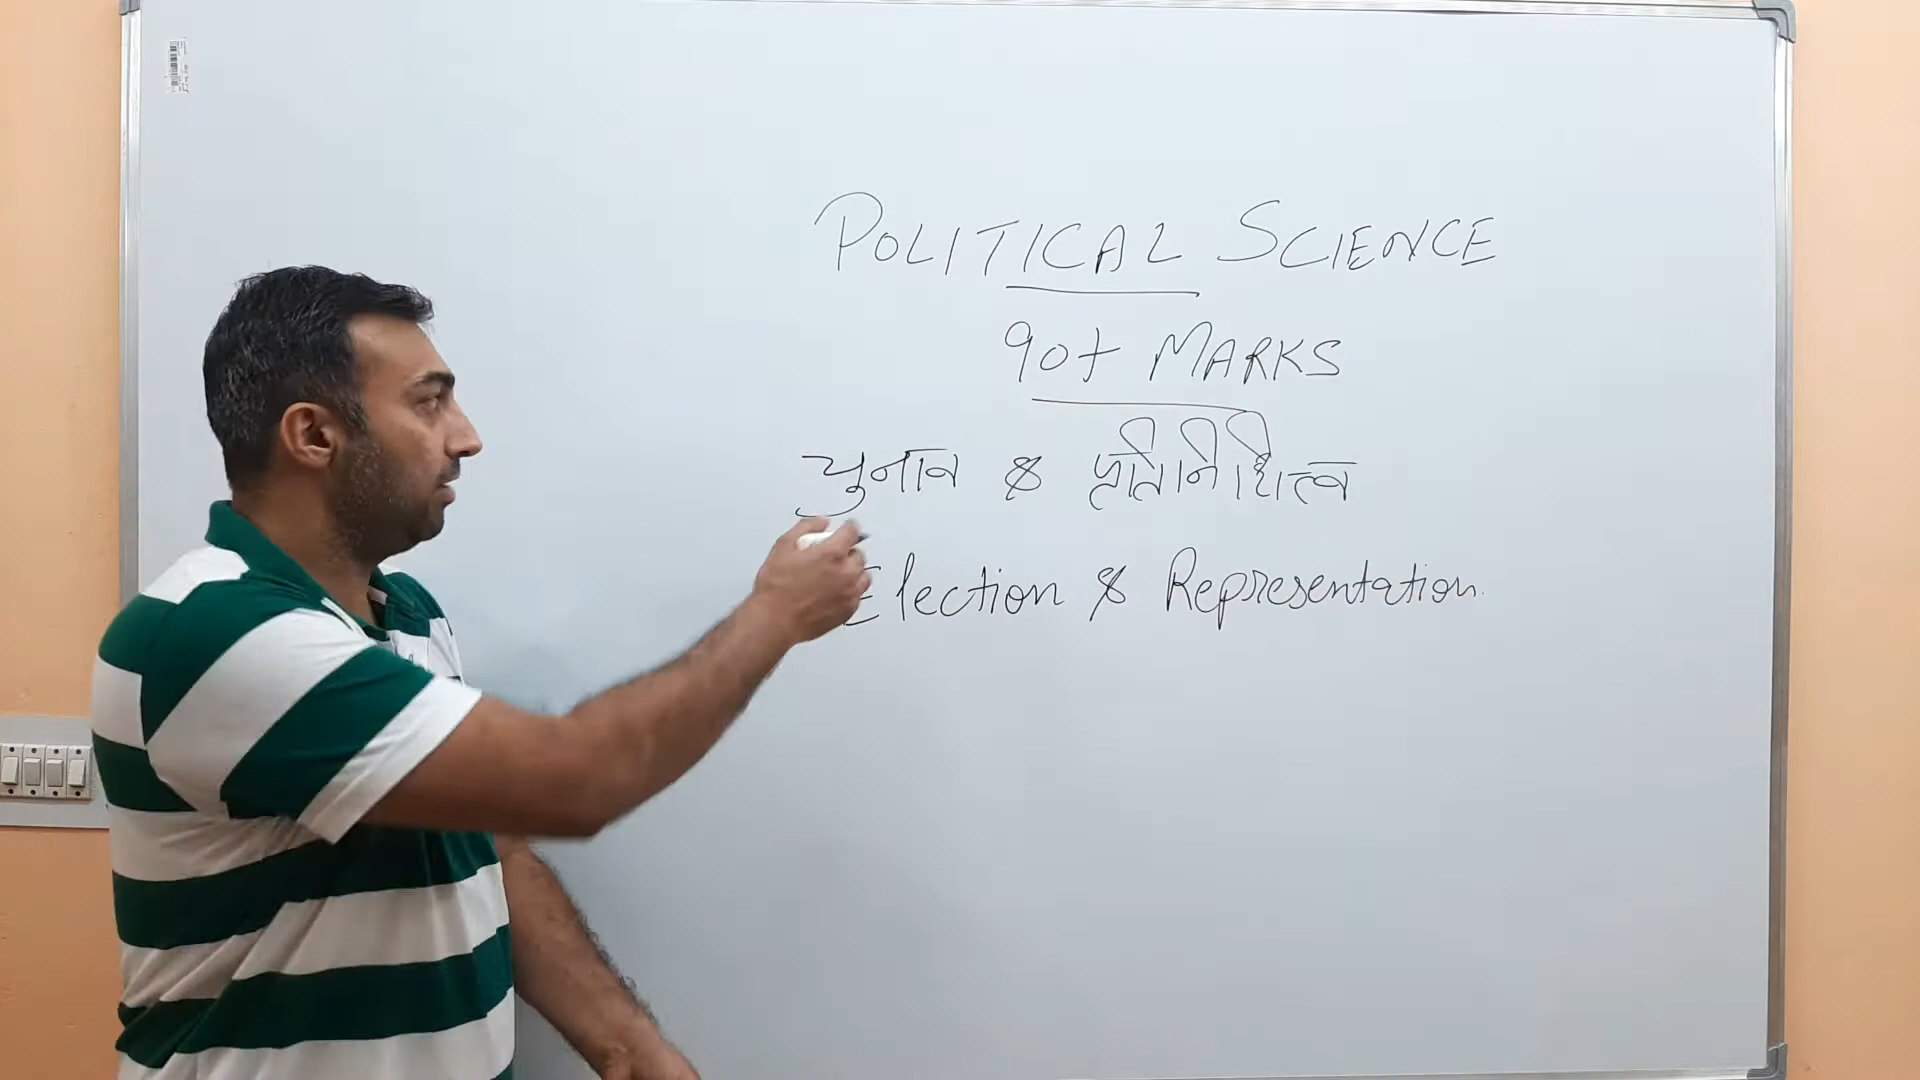 POLITICAL SCIENCE
90+ MARKS
चुनाव & प्रतिनिधित्व
Election & Representation.